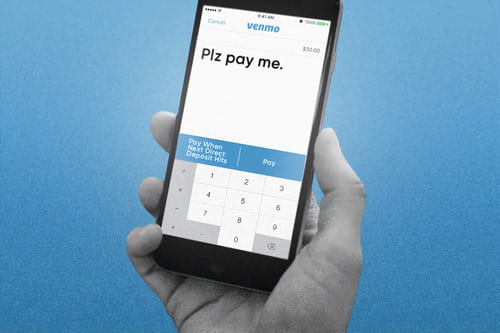 9:41 AM
Cancel
venmo
$50.00
Plz pay me.
Pay When
Next Direct
Deposit Hits
Pay
1
2
3
4
5
6
7
8
9
0